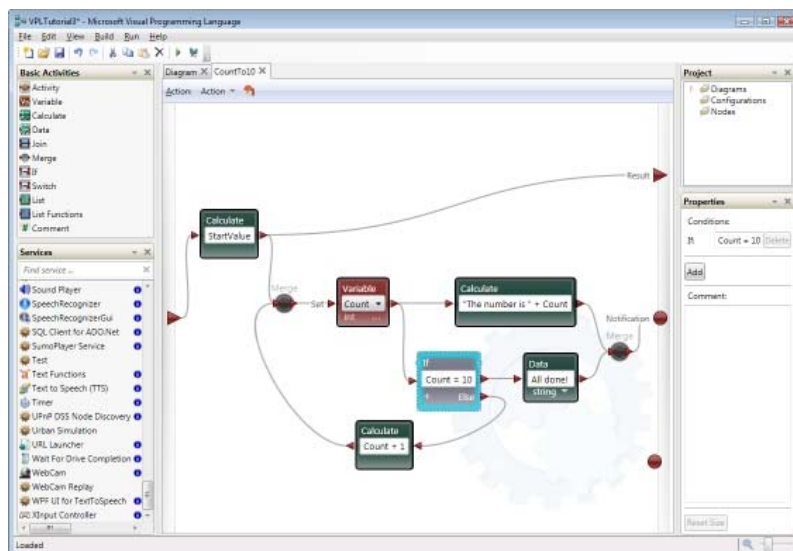 VPLTutorial3* - Microsoft Visual Programming Language
File Edit View Build Run Help
Basic Activities
Activity
Variable
Calculate
Data
Join
Merge
If
Switch
List
List Functions
# Comment
Services
Find service ...
Sound Player
SpeechRecognizer
SpeechRecognizerGui
SQL Client for ADO.Net
SumoPlayer Service
Test
Text Functions
Text to Speech (TTS)
Timer
UPnP DSS Node Discovery
Urban Simulation
URL Launcher
Wait For Drive Completion
WebCam
WebCam Replay
WPF UI for TextToSpeech
XInput Controller
Loaded
Diagram CountTo10
Action: Action
Result
Calculate
StartValue
Merge
Set
Variable
Count
int ...
Calculate
"The number is " + Count
Notification
Merge
If
Count = 10
+ Else
Data
All done!
string
Calculate
Count + 1
Project
Diagrams
Configurations
Nodes
Properties
Conditions:
If: Count = 10 Delete
Add
Comment:
Reset Size